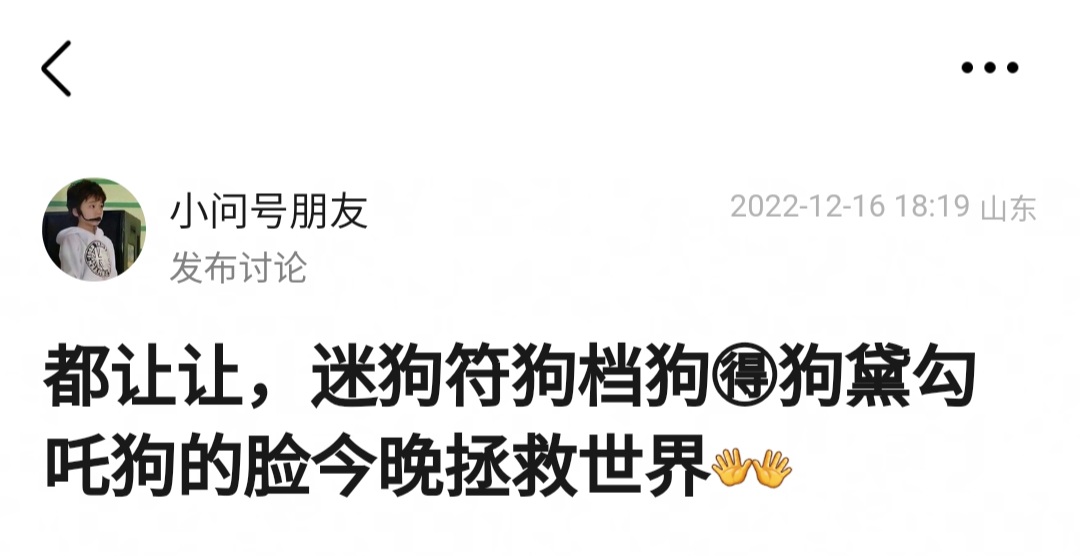 小问号朋友
2022-12-16 18:19 山东
发布讨论
都让让，迷狗符狗档狗🉐狗黛勾
吒狗的脸今晚拯救世界👐